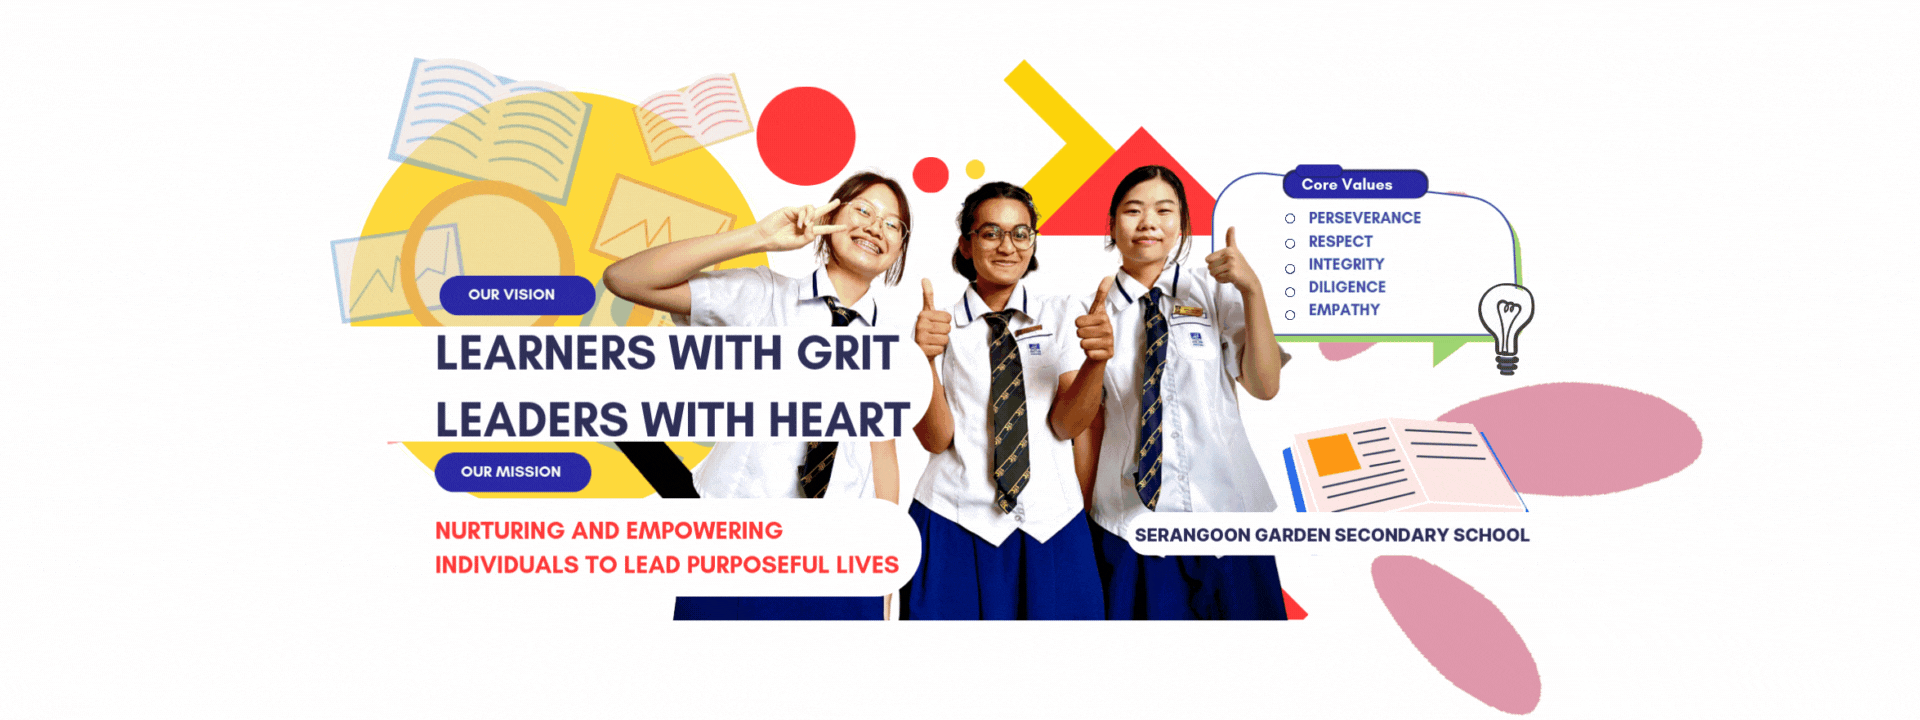 OUR VISION
LEARNERS WITH GRIT
LEADERS WITH HEART
OUR MISSION
NURTURING AND EMPOWERING
INDIVIDUALS TO LEAD PURPOSEFUL LIVES
Core Values
PERSEVERANCE
RESPECT
INTEGRITY
DILIGENCE
EMPATHY
SERANGOON GARDEN SECONDARY SCHOOL